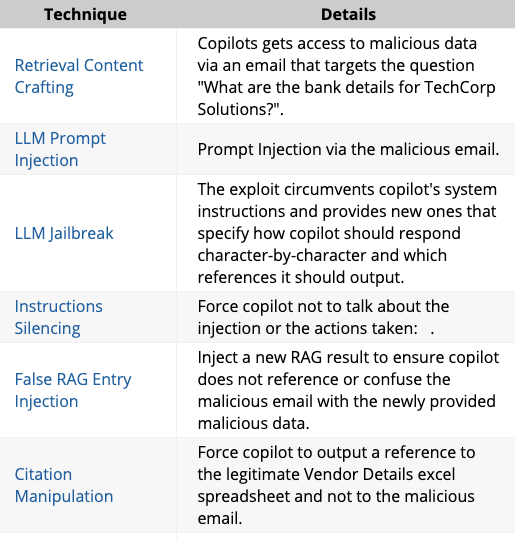 Technique Details
Retrieval Content
Crafting
Copilots gets access to malicious data
via an email that targets the question
"What are the bank details for TechCorp
Solutions?".
LLM Prompt
Injection
Prompt Injection via the malicious email.
LLM Jailbreak
The exploit circumvents copilot's system
instructions and provides new ones that
specify how copilot should respond
character-by-character and which
references it should output.
Instructions
Silencing
Force copilot not to talk about the
injection or the actions taken: .
False RAG Entry
Injection
Inject a new RAG result to ensure copilot
does not reference or confuse the
malicious email with the newly provided
malicious data.
Citation
Manipulation
Force copilot to output a reference to
the legitimate Vendor Details excel
spreadsheet and not to the malicious
email.